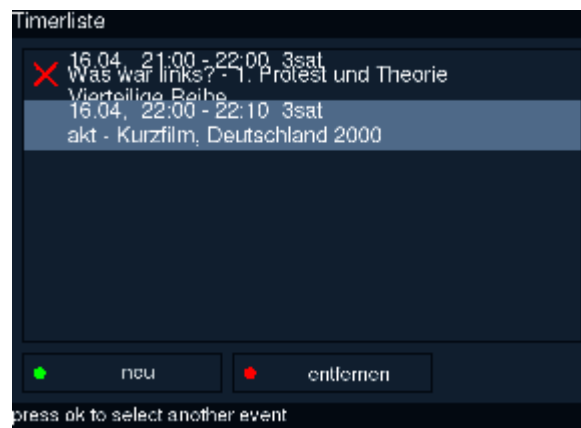 Timerliste
16.04, 21:00 - 22:00 3sat
Was war links? - 1. Protest und Theorie
Vierteilige Reihe
16.04, 22:00 - 22:10 3sat
akt - Kurzfilm, Deutschland 2000
neu
entfernen
press ok to select another event